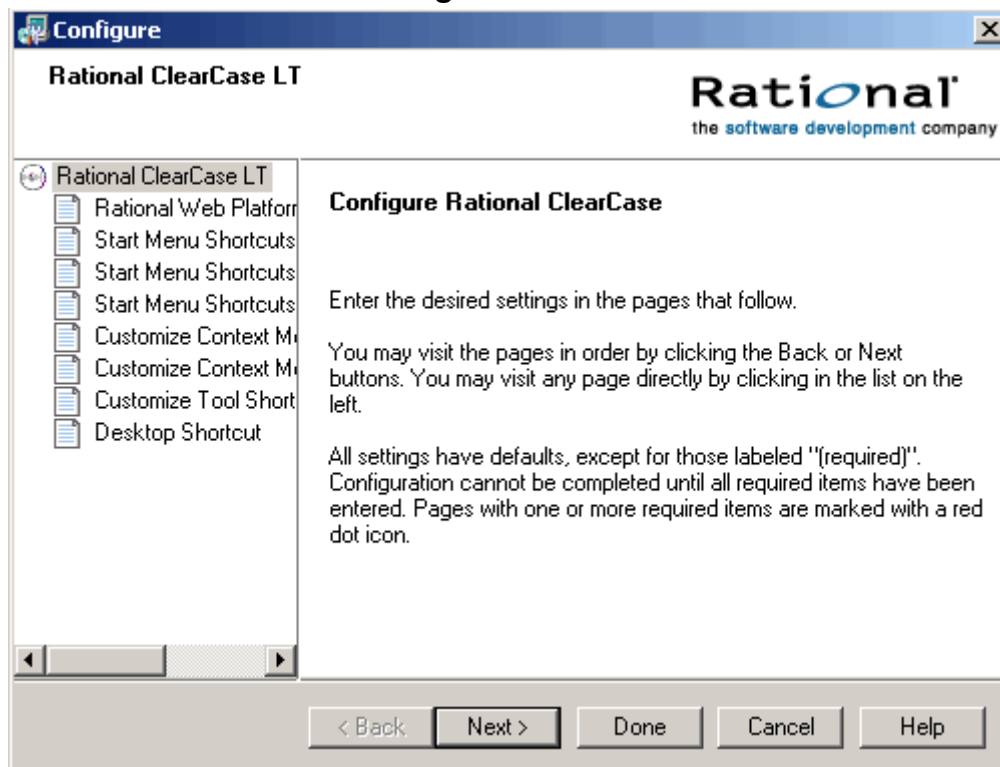 Configure
Rational ClearCase LT
Rational
the software development company
Rational ClearCase LT
Rational Web Platforr
Start Menu Shortcuts
Start Menu Shortcuts
Start Menu Shortcuts
Customize Context M
Customize Context M
Customize Tool Short
Desktop Shortcut
Configure Rational ClearCase
Enter the desired settings in the pages that follow.
You may visit the pages in order by clicking the Back or Next
buttons. You may visit any page directly by clicking in the list on the
left.
All settings have defaults, except for those labeled "(required)".
Configuration cannot be completed until all required items have been
entered. Pages with one or more required items are marked with a red
dot icon.
< Back
Next >
Done
Cancel
Help